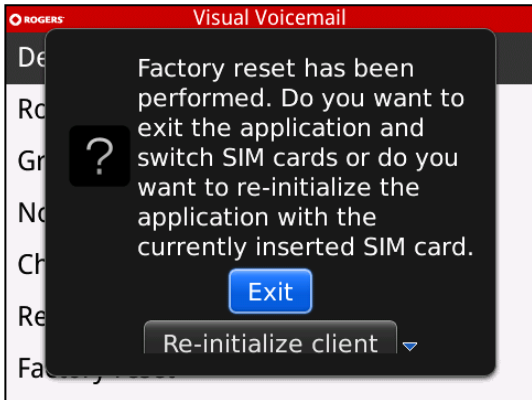 ROGERS
Visual Voicemail
Factory reset has been
performed. Do you want to
exit the application and
switch SIM cards or do you
want to re-initialize the
application with the
currently inserted SIM card.
?
Exit
Re-initialize client
De
Ro
Gr
No
Ch
Re
Factory reset